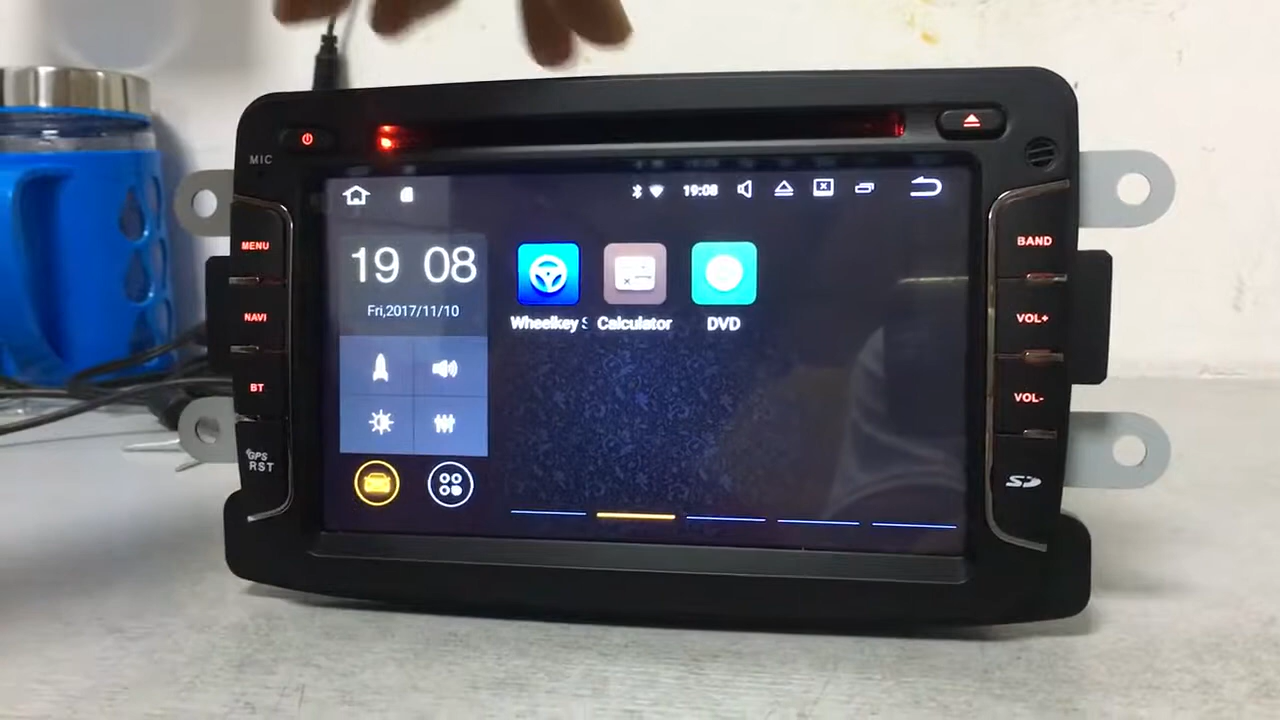 MIC
MENU
NAVI
BT
GPS
RST
19:08
19 08
Fri,2017/11/10
Wheelkey S
Calculator
DVD
BAND
VOL+
VOL-
SD